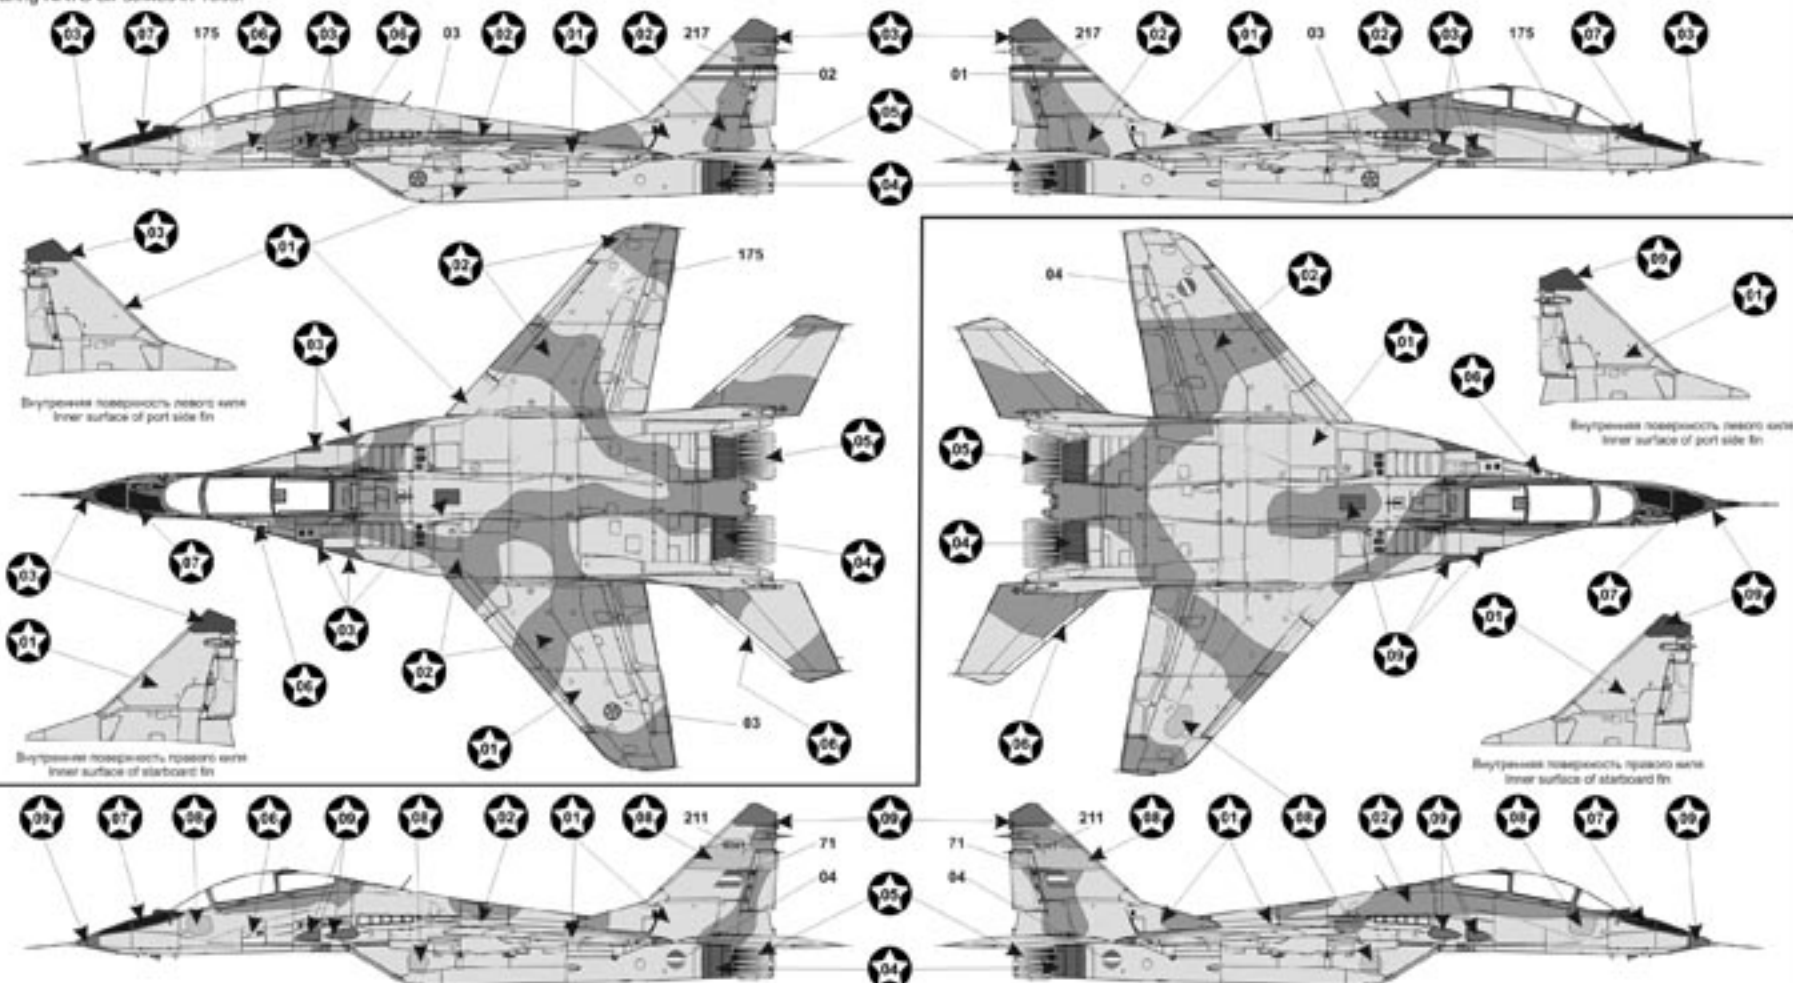 03 07 175 06 03 06 03 02 01 02 217 03 217 02 01 03 02 03 175 07 03
02 01
05
04
03 01 02 175
04 02 09 01
03 01 06
Внутренняя поверхность левого киля
Inner surface of port side fin
Внутренняя поверхность левого киля
Inner surface of port side fin
05 05
04 04
03 07 07 09
01 03 02 06 01 09
Внутренняя поверхность правого киля
Inner surface of starboard fin
01 03 06 06
Внутренняя поверхность правого киля
Inner surface of starboard fin
09 07 08 06 09 08 02 01 08 211 09 211 08 01 08 02 09 08 07 09
71 71
04 04
05
04